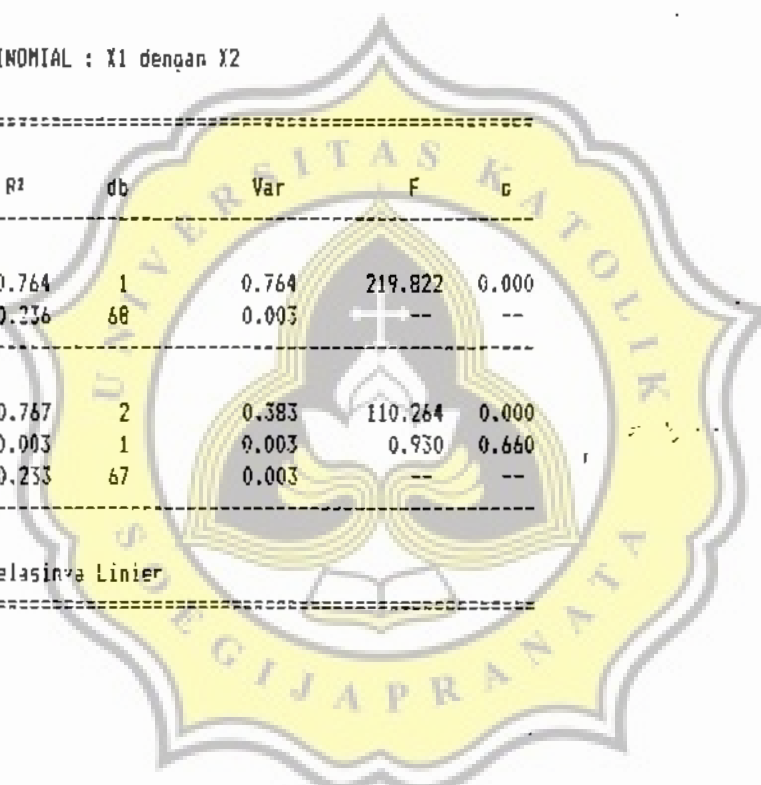 INOMIAL : X1 dengan X2
R² db Var F p
0.764 1 0.764 219.822 0.000
0.236 68 0.003 -- --
0.767 2 0.383 110.264 0.000
0.003 1 0.003 0.930 0.660
0.233 67 0.003 -- --
elasinya Linier
UNIVERSITAS KATOLIK
SOEGIJAPRANATA